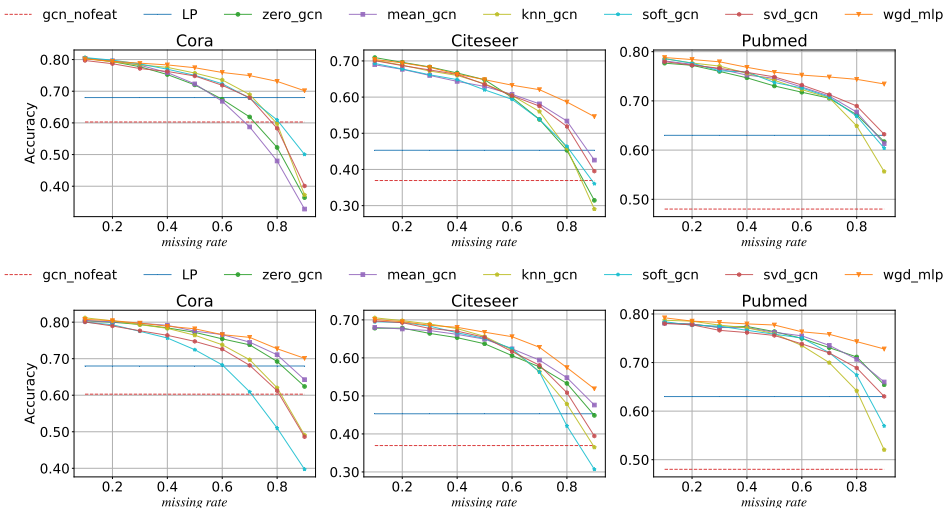 gcn_nofeat LP zero_gcn mean_gcn knn_gcn soft_gcn svd_gcn wgd_mlp
Cora Citeseer Pubmed
Accuracy
0.80 0.70 0.60 0.50 0.40
0.70 0.60 0.50 0.40 0.30
0.80 0.70 0.60 0.50
0.2 0.4 0.6 0.8 0.2 0.4 0.6 0.8 0.2 0.4 0.6 0.8
missing rate missing rate missing rate
gcn_nofeat LP zero_gcn mean_gcn knn_gcn soft_gcn svd_gcn wgd_mlp
Cora Citeseer Pubmed
Accuracy
0.80 0.70 0.60 0.50 0.40
0.70 0.60 0.50 0.40 0.30
0.80 0.70 0.60 0.50
0.2 0.4 0.6 0.8 0.2 0.4 0.6 0.8 0.2 0.4 0.6 0.8
missing rate missing rate missing rate